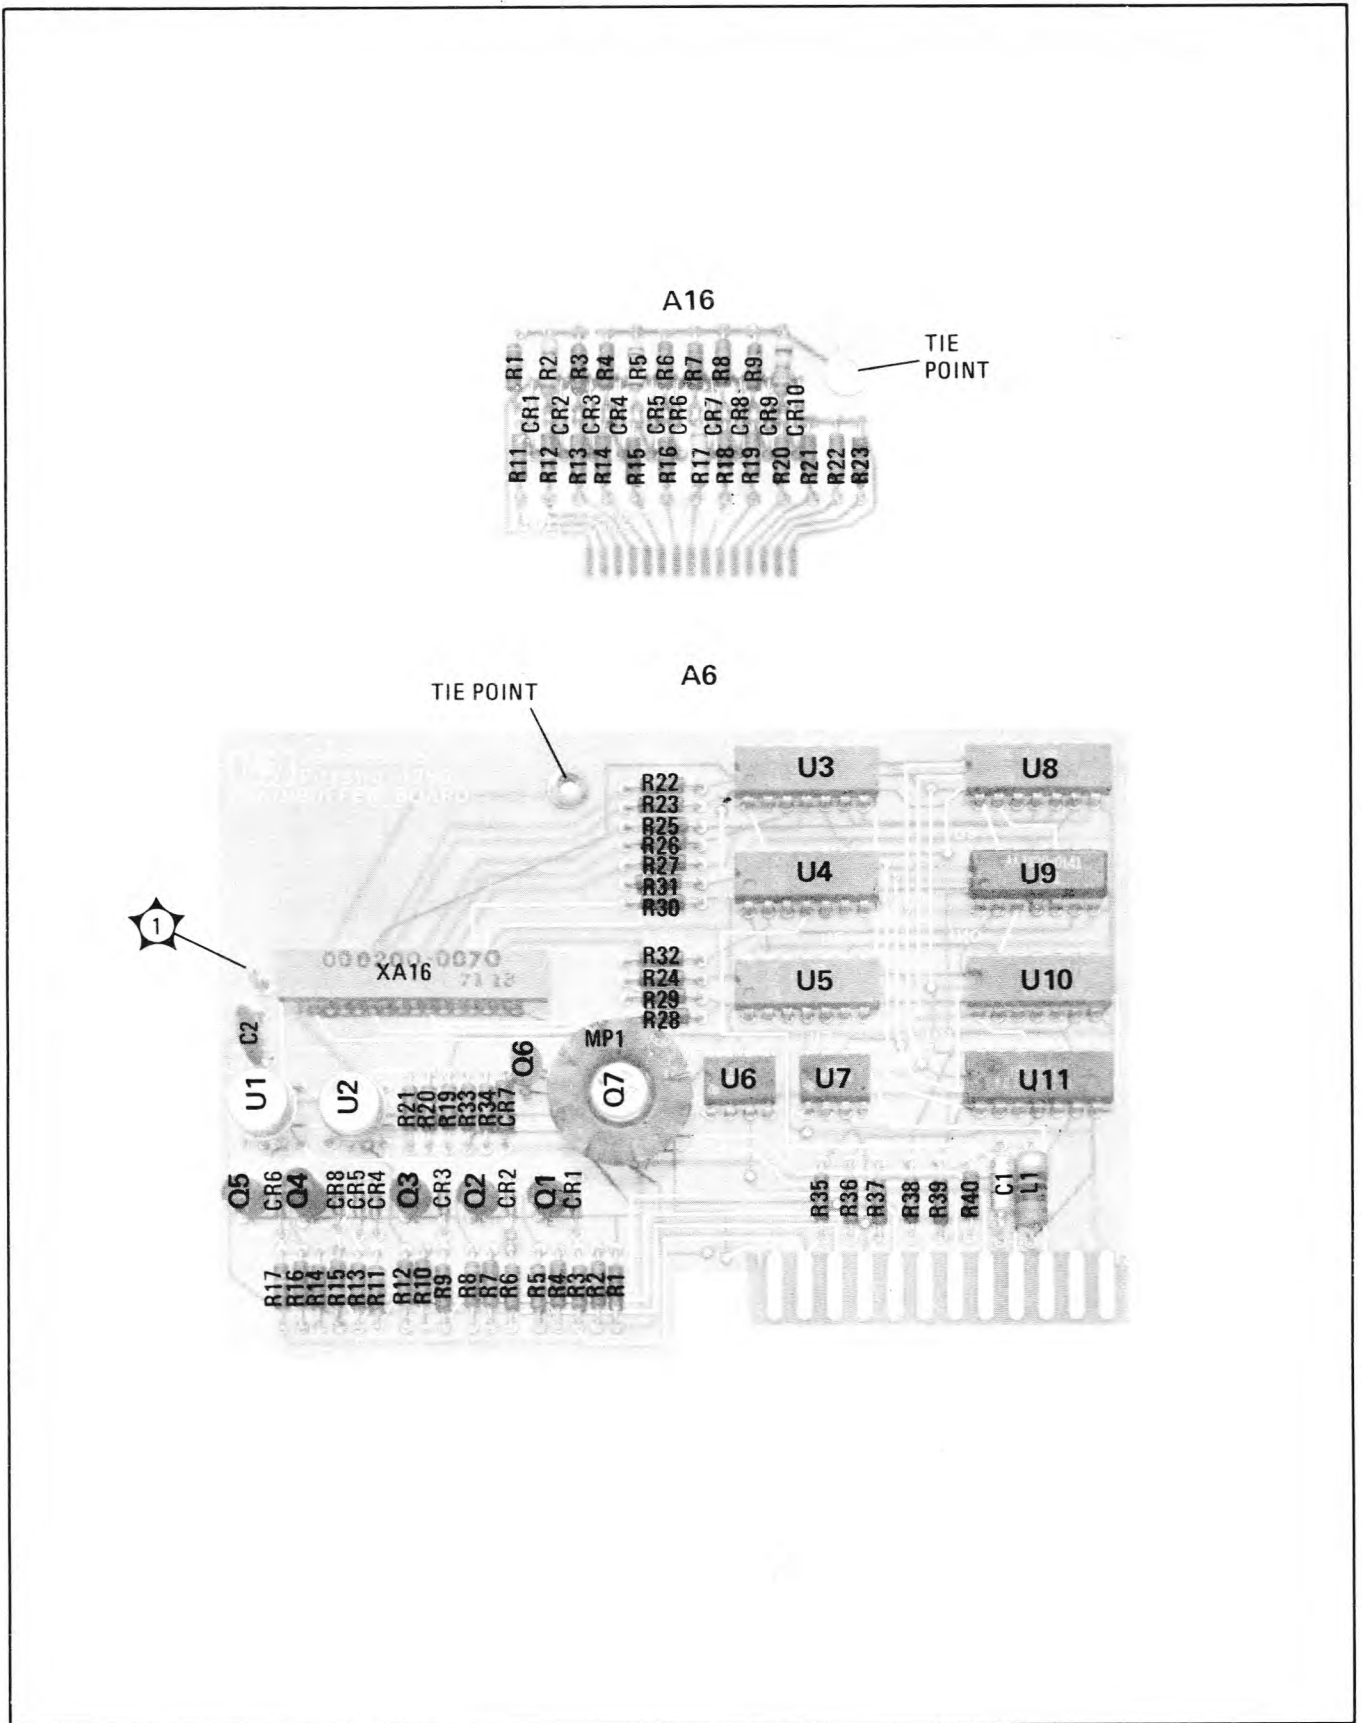 A16
TIE
POINT
R1 R2 R3 R4 R5 R6 R7 R8 R9
CR1 CR2 CR3 CR4 CR5 CR6 CR7 CR8 CR9 CR10
R11 R12 R13 R14 R15 R16 R17 R18 R19 R20 R21 R22 R23
A6
TIE POINT
BUFFER BOARD
U3
U8
R22
R23
R25
R26
R27
R31
R30
U4
U9
1
000200-0070
XA16
R32
R24
R29
R28
U5
U10
C2
U1
U2
Q6
MP1
Q7
U6
U7
U11
R21 R20 R19 R33 R34 CR7
Q5 CR6 Q4 CR8 CR5 CR4 Q3 CR3 Q2 CR2 Q1 CR1
R35 R36 R37 R38 R39 R40 C1 L1
R17 R16 R14 R15 R13 R11 R12 R10 R9 R8 R7 R6 R5 R4 R3 R2 R1